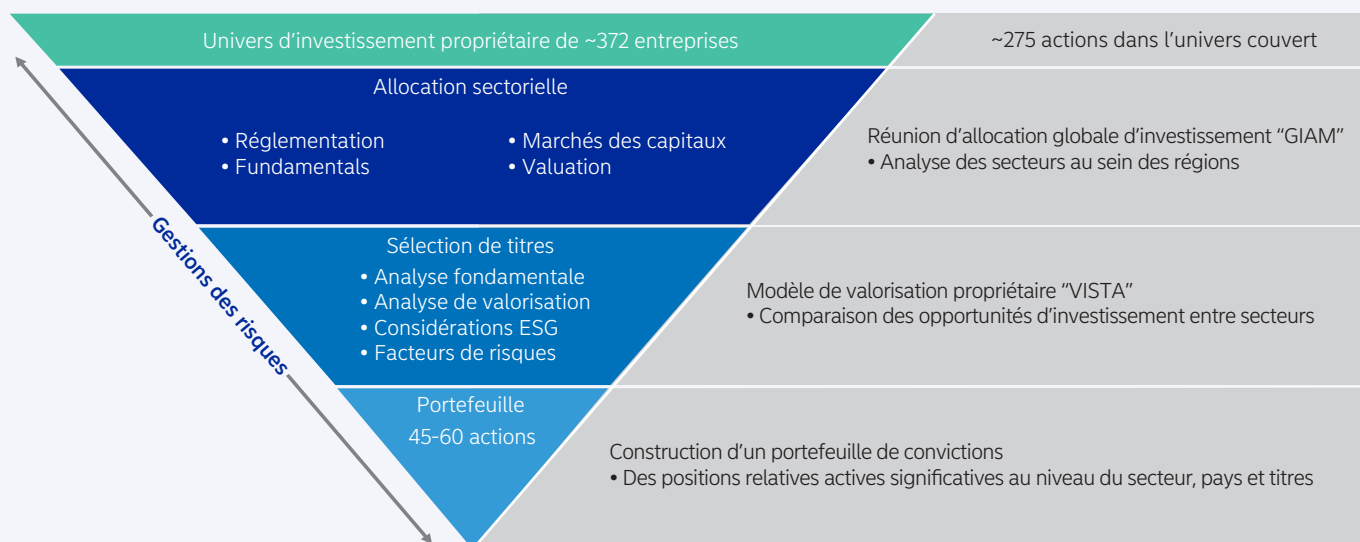 Univers d’investissement propriétaire de ~372 entreprises
~275 actions dans l’univers couvert
Allocation sectorielle
• Réglementation
• Fundamentals
• Marchés des capitaux
• Valuation
Réunion d’allocation globale d’investissement “GIAM”
• Analyse des secteurs au sein des régions
Gestions des risques
Sélection de titres
• Analyse fondamentale
• Analyse de valorisation
• Considérations ESG
• Facteurs de risques
Modèle de valorisation propriétaire “VISTA”
• Comparaison des opportunités d’investissement entre secteurs
Portefeuille
45-60 actions
Construction d’un portefeuille de convictions
• Des positions relatives actives significatives au niveau du secteur, pays et titres